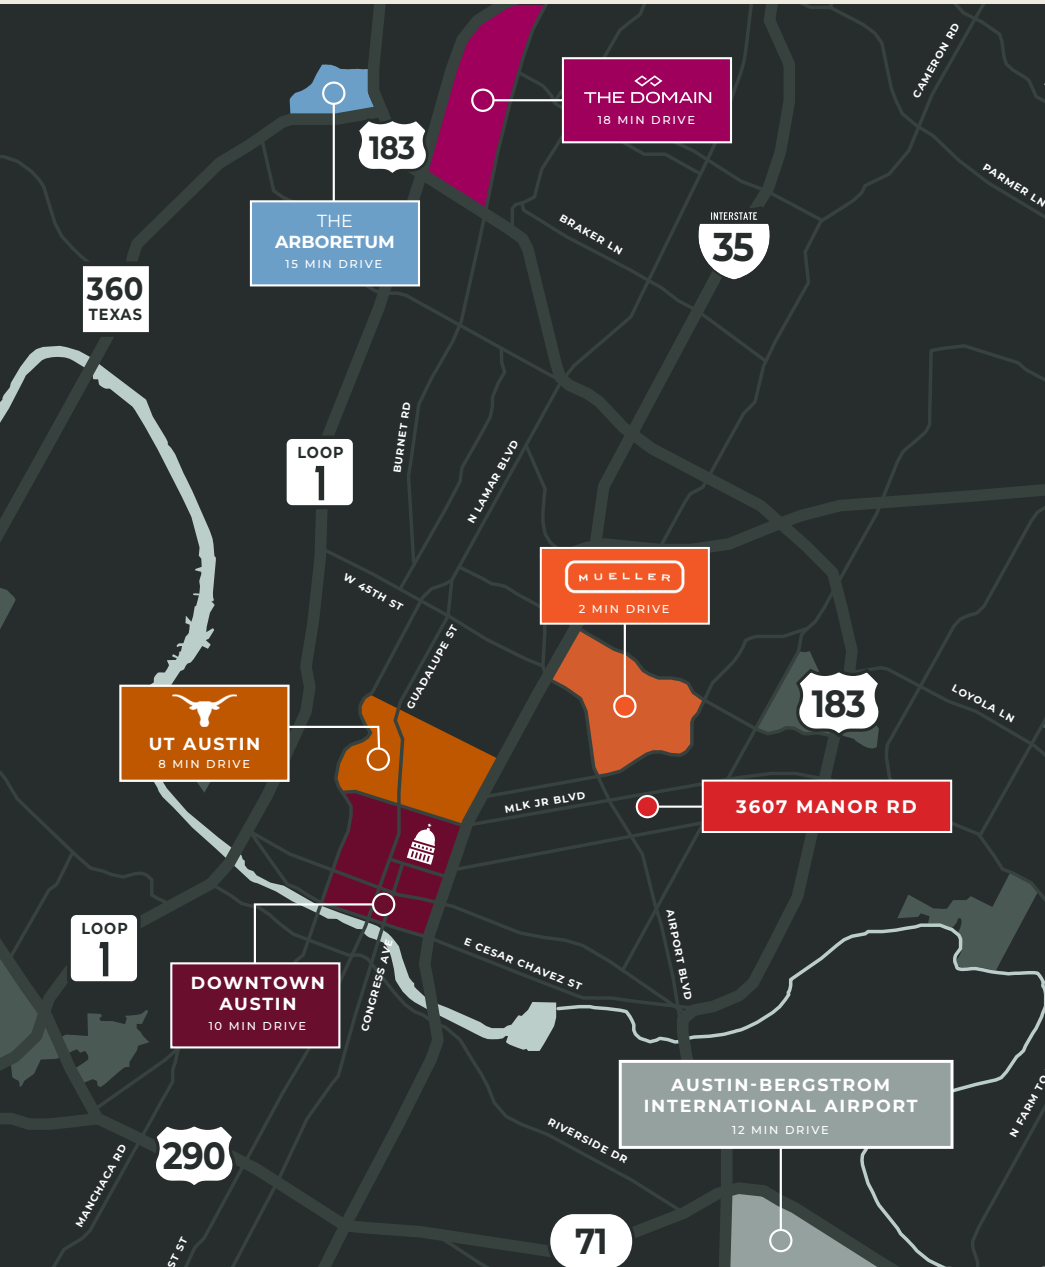 CAMERON RD
THE DOMAIN
18 MIN DRIVE
183
PARMER LN
THE
ARBORETUM
15 MIN DRIVE
BRAKER LN
INTERSTATE
35
360
TEXAS
BURNET RD
LOOP
1
N LAMAR BLVD
MUELLER
2 MIN DRIVE
W 45TH ST
GUADALUPE ST
183
LOYOLA LN
UT AUSTIN
8 MIN DRIVE
MLK JR BLVD
3607 MANOR RD
LOOP
1
AIRPORT BLVD
E CESAR CHAVEZ ST
CONGRESS AVE
DOWNTOWN
AUSTIN
10 MIN DRIVE
AUSTIN-BERGSTROM
INTERNATIONAL AIRPORT
12 MIN DRIVE
N FARM TO
RIVERSIDE DR
290
MANCHACA RD
71
ST ST